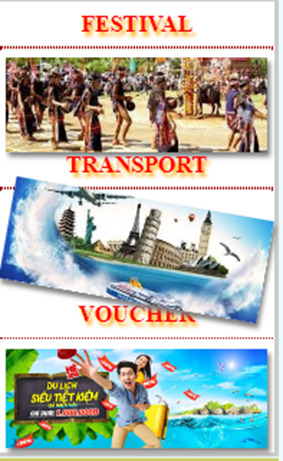 FESTIVAL
TRANSPORT
VOUCHER
DU LỊCH
SIÊU TIẾT KIỆM